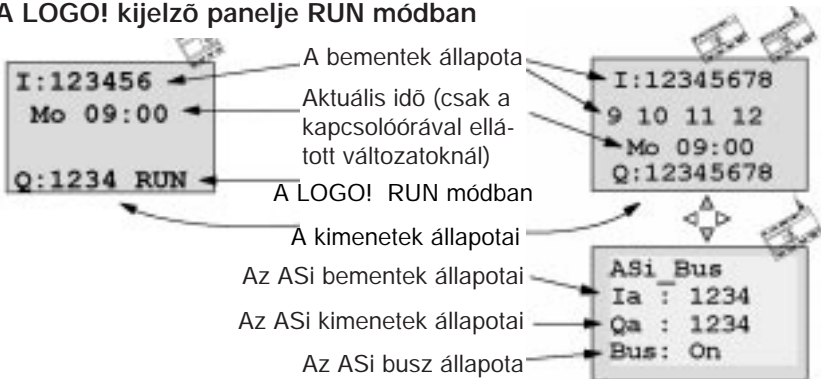 A LOGO! kijelzõ panelje RUN módban
I:123456
Mo 09:00
Q:1234 RUN
A bementek állapota
Aktuális idõ (csak a
kapcsolóórával ellá-
tott változatoknál)
A LOGO! RUN módban
A kimenetek állapotai
I:12345678
9 10 11 12
Mo 09:00
Q:12345678
Az ASi bementek állapotai
Az ASi kimenetek állapotai
Az ASi busz állapota
ASi_Bus
Ia : 1234
Qa : 1234
Bus: On